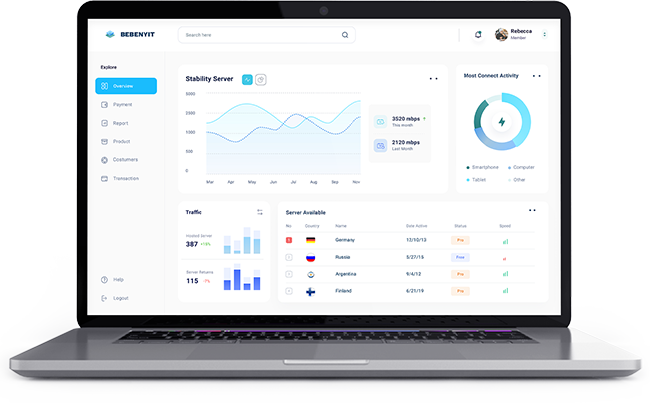 BEBENYIT
Search here
Rebecca
Member
Explore
Overview
Payment
Report
Product
Costumers
Transaction
Help
Logout
Stability Server
5000
2500
1000
500
0
Mar Apr May Jun Jul Aug Sep Nov
3520 mbps
This month
2120 mbps
Last Month
Most Connect Activity
Smartphone Computer
Tablet Other
Traffic
Hosted Server
387
Server Returns
115
Server Available
No Country Name Date Active Status Speed
Germany 12/10/13 Pro
Russia 5/27/15 Free
Argentina 9/4/12 Pro
Finland 6/21/19 Pro